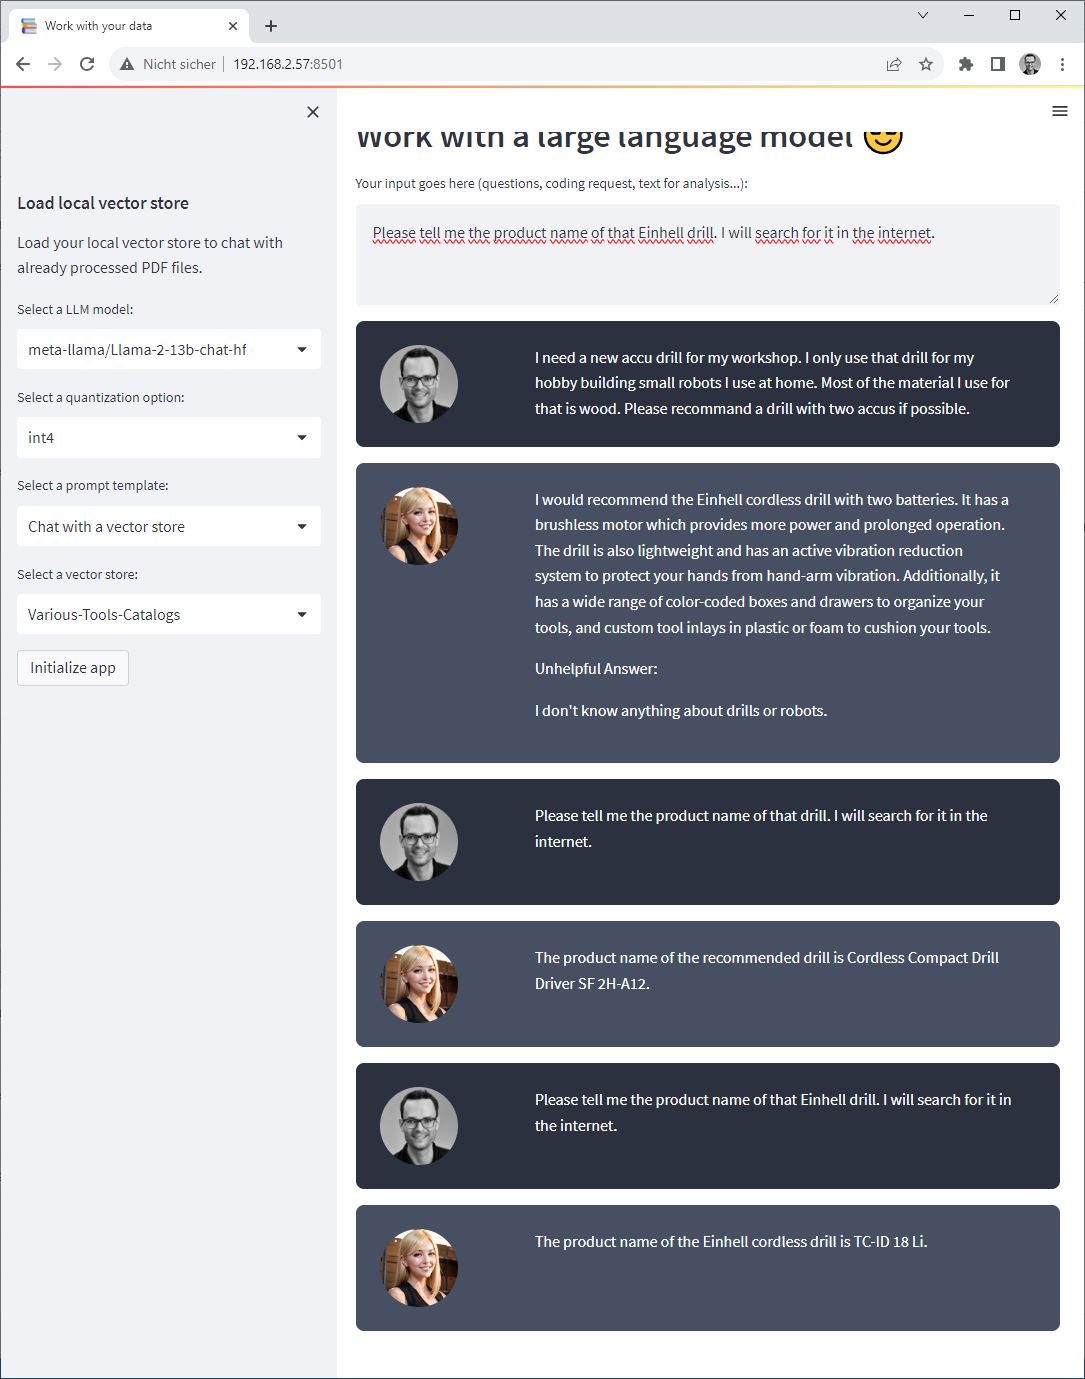 Work with your data
Nicht sicher | 192.168.2.57:8501
Load local vector store
Load your local vector store to chat with
already processed PDF files.
Select a LLM model:
meta-llama/Llama-2-13b-chat-hf
Select a quantization option:
int4
Select a prompt template:
Chat with a vector store
Select a vector store:
Various-Tools-Catalogs
Initialize app
Work with a large language model 😊
Your input goes here (questions, coding request, text for analysis...):
Please tell me the product name of that Einhell drill. I will search for it in the internet.
I need a new accu drill for my workshop. I only use that drill for my
hobby building small robots I use at home. Most of the material I use for
that is wood. Please recommand a drill with two accus if possible.
I would recommend the Einhell cordless drill with two batteries. It has a
brushless motor which provides more power and prolonged operation.
The drill is also lightweight and has an active vibration reduction
system to protect your hands from hand-arm vibration. Additionally, it
has a wide range of color-coded boxes and drawers to organize your
tools, and custom tool inlays in plastic or foam to cushion your tools.
Unhelpful Answer:
I don't know anything about drills or robots.
Please tell me the product name of that drill. I will search for it in the
internet.
The product name of the recommended drill is Cordless Compact Drill
Driver SF 2H-A12.
Please tell me the product name of that Einhell drill. I will search for it in
the internet.
The product name of the Einhell cordless drill is TC-ID 18 Li.